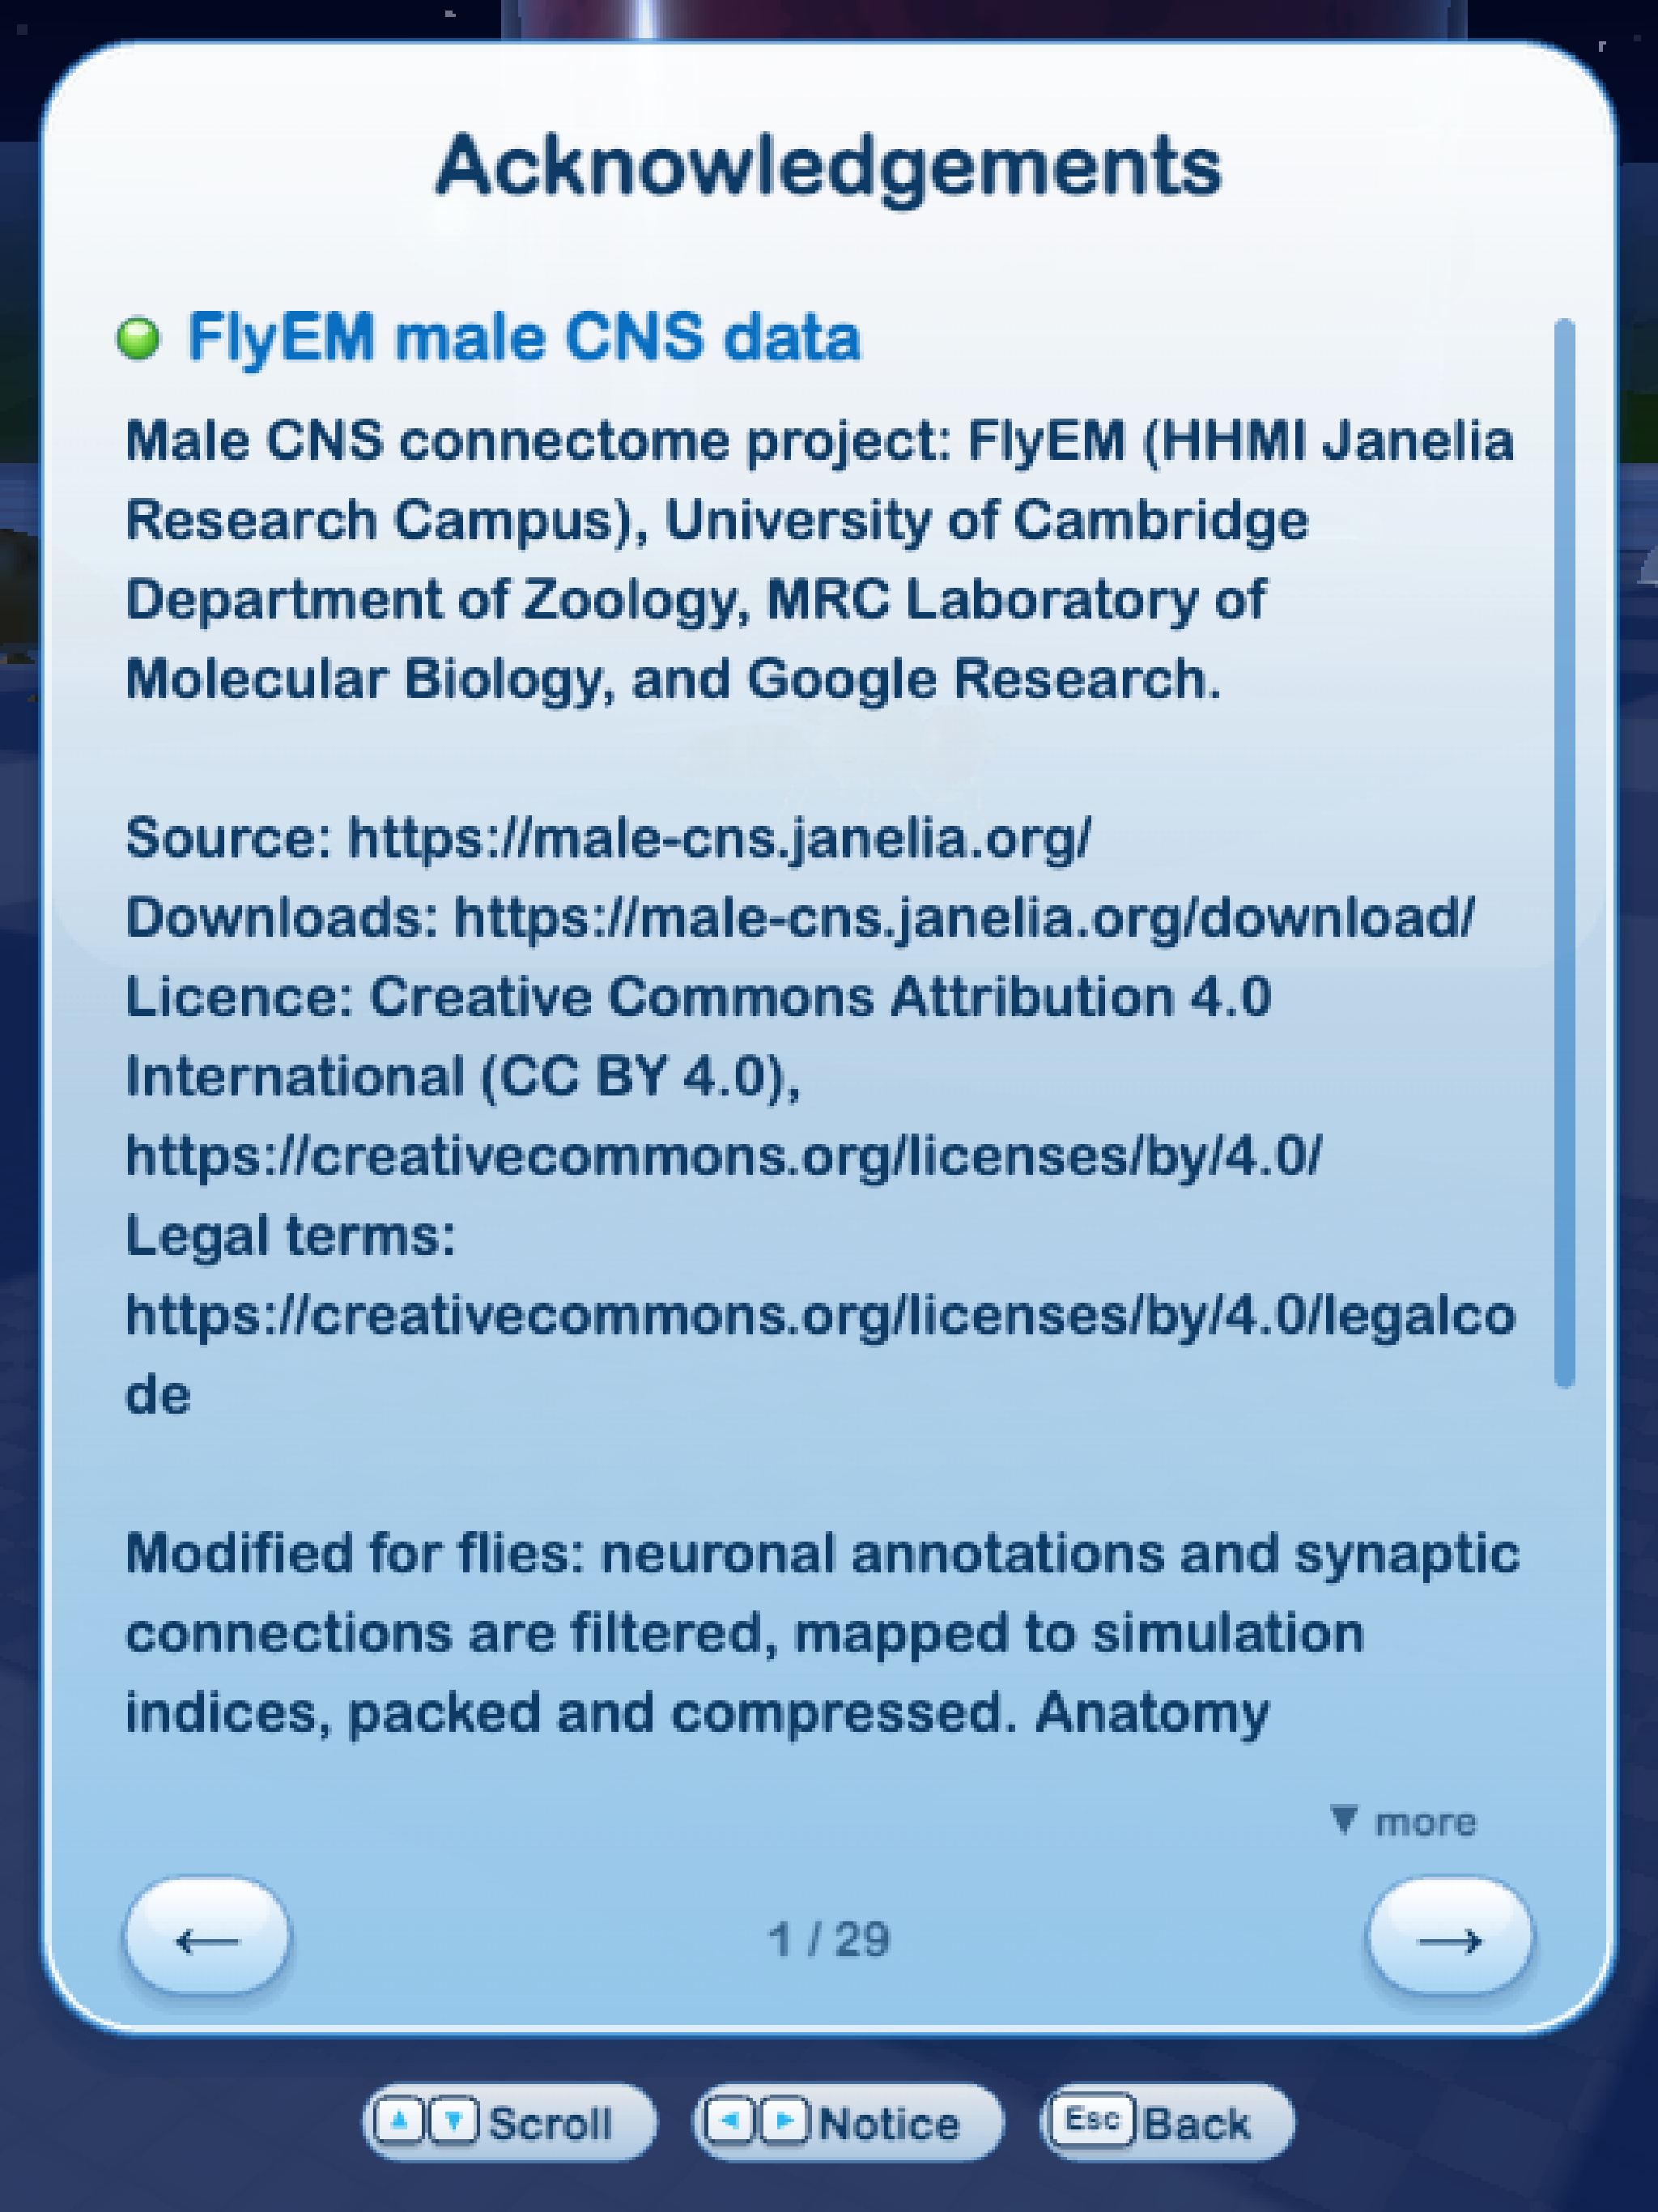 Acknowledgements
FlyEM male CNS data
Male CNS connectome project: FlyEM (HHMI Janelia
Research Campus), University of Cambridge
Department of Zoology, MRC Laboratory of
Molecular Biology, and Google Research.
Source: https://male-cns.janelia.org/
Downloads: https://male-cns.janelia.org/download/
Licence: Creative Commons Attribution 4.0
International (CC BY 4.0),
https://creativecommons.org/licenses/by/4.0/
Legal terms:
https://creativecommons.org/licenses/by/4.0/legalco
de
Modified for flies: neuronal annotations and synaptic
connections are filtered, mapped to simulation
indices, packed and compressed. Anatomy
▼ more
← 1 / 29 →
▲ ▼ Scroll ◄ ► Notice Esc Back